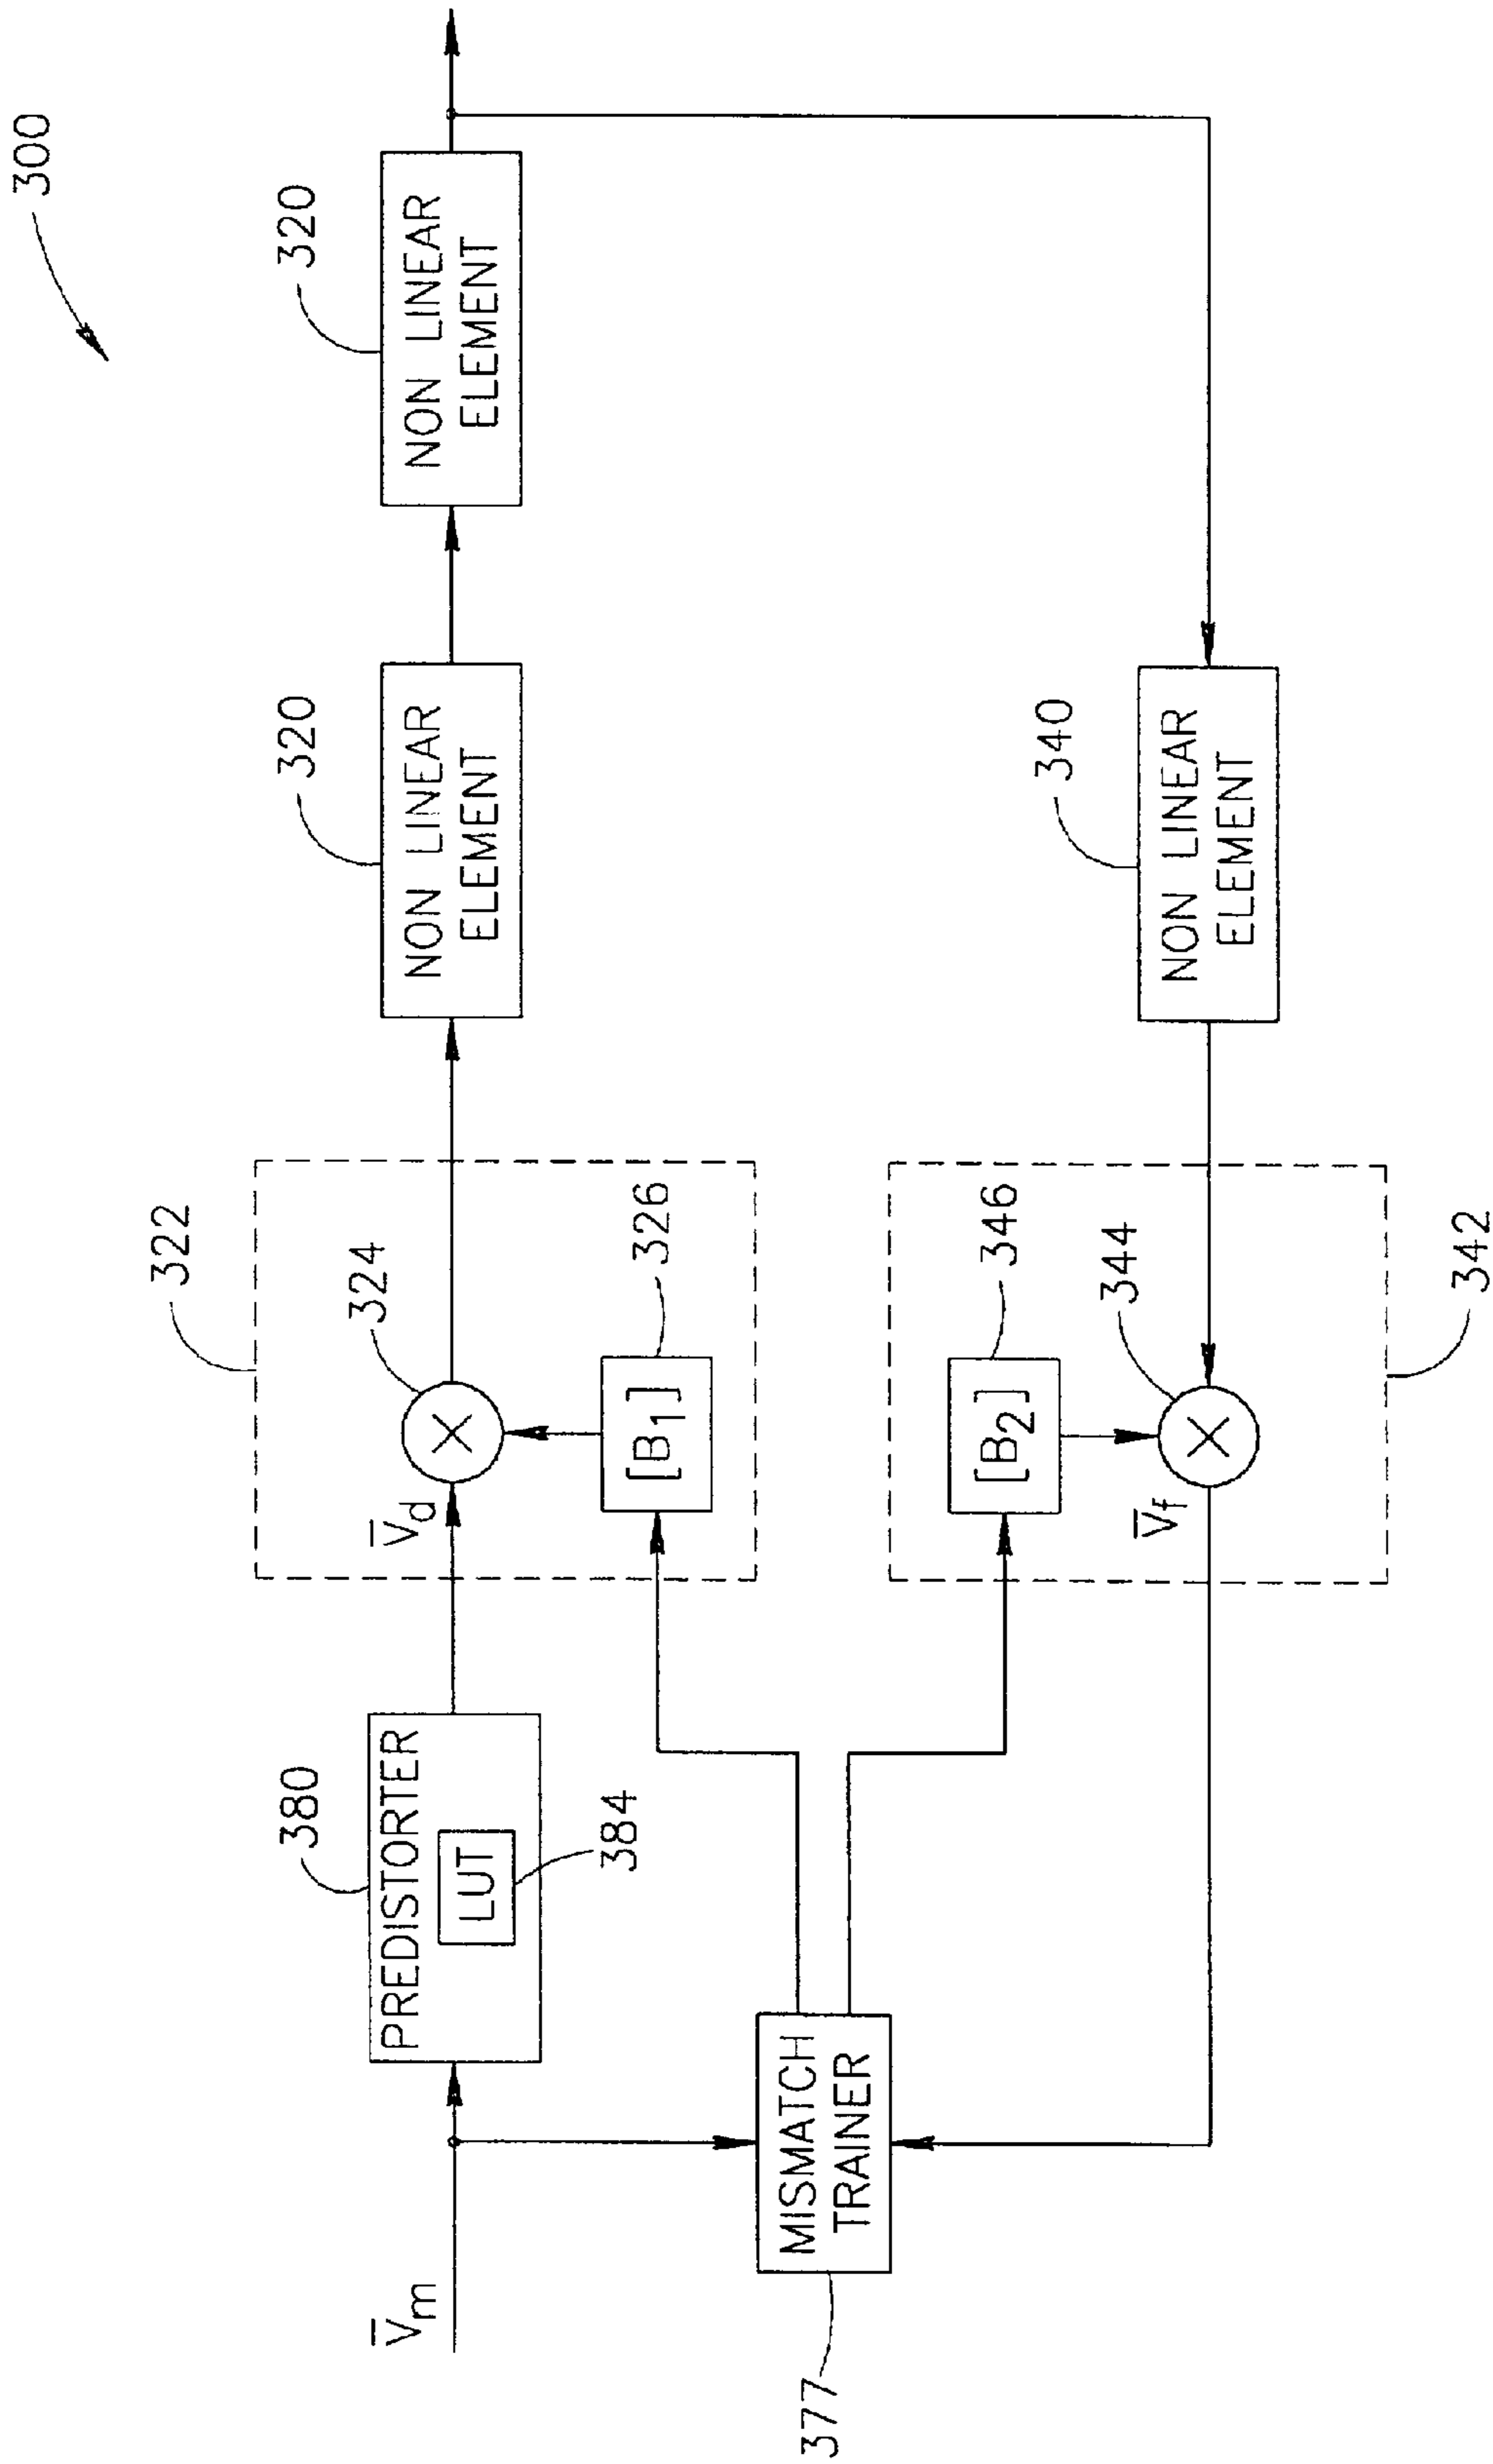 300
320
NON LINEAR
ELEMENT
320
NON LINEAR
ELEMENT
322
324
V̅d
326
[B₁]
380
PREDISTORTER
LUT
384
V̅m
377
MISMATCH
TRAINER
346
[B₂]
344
V̅f
342
340
NON LINEAR
ELEMENT